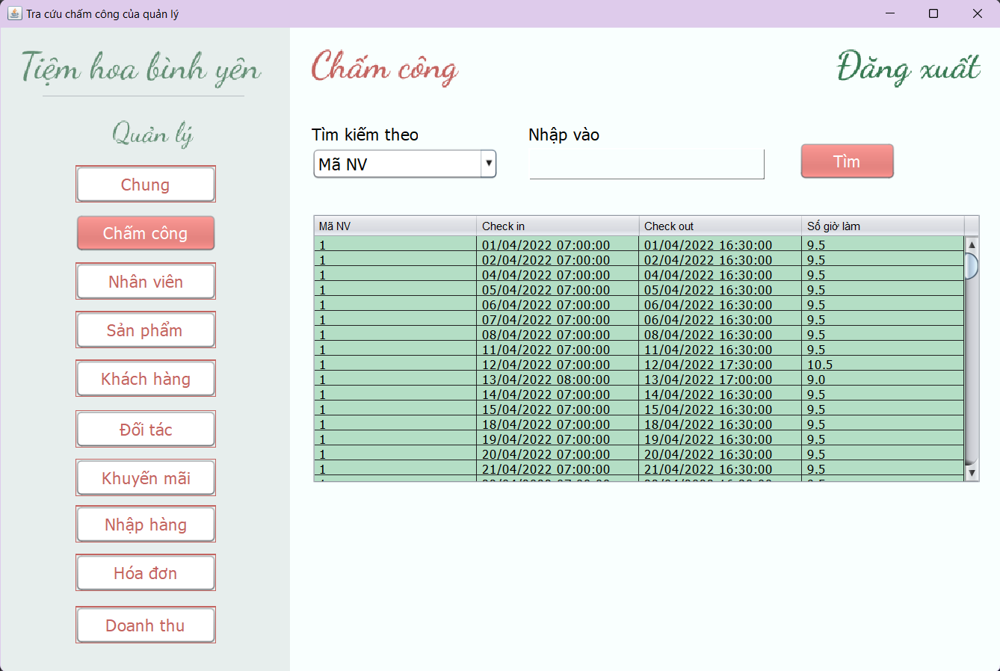 Tra cứu chấm công của quản lý
Tiệm hoa bình yên
Quản lý
Chung
Chấm công
Nhân viên
Sản phẩm
Khách hàng
Đối tác
Khuyến mãi
Nhập hàng
Hóa đơn
Doanh thu
Chấm công
Đăng xuất
Tìm kiếm theo
Nhập vào
Mã NV
Tìm
Mã NV Check in Check out Số giờ làm
1 01/04/2022 07:00:00 01/04/2022 16:30:00 9.5
1 02/04/2022 07:00:00 02/04/2022 16:30:00 9.5
1 04/04/2022 07:00:00 04/04/2022 16:30:00 9.5
1 05/04/2022 07:00:00 05/04/2022 16:30:00 9.5
1 06/04/2022 07:00:00 06/04/2022 16:30:00 9.5
1 07/04/2022 07:00:00 06/04/2022 16:30:00 9.5
1 08/04/2022 07:00:00 08/04/2022 16:30:00 9.5
1 11/04/2022 07:00:00 11/04/2022 16:30:00 9.5
1 12/04/2022 07:00:00 12/04/2022 17:30:00 10.5
1 13/04/2022 08:00:00 13/04/2022 17:00:00 9.0
1 14/04/2022 07:00:00 14/04/2022 16:30:00 9.5
1 15/04/2022 07:00:00 15/04/2022 16:30:00 9.5
1 18/04/2022 07:00:00 18/04/2022 16:30:00 9.5
1 19/04/2022 07:00:00 19/04/2022 16:30:00 9.5
1 20/04/2022 07:00:00 20/04/2022 16:30:00 9.5
1 21/04/2022 07:00:00 21/04/2022 16:30:00 9.5